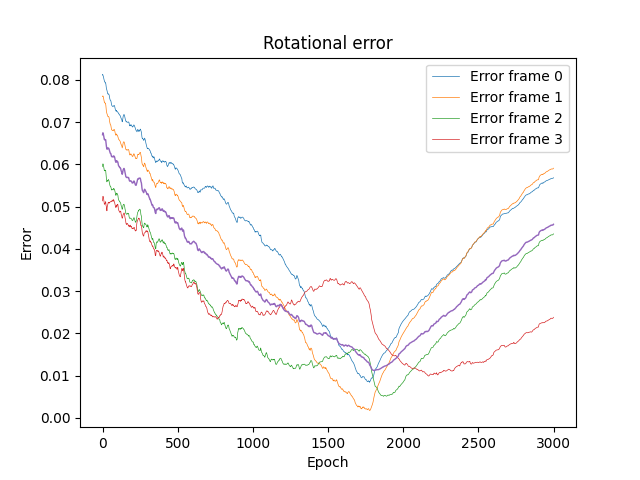 Rotational error
Error frame 0
Error frame 1
Error frame 2
Error frame 3
0.08
0.07
0.06
0.05
0.04
0.03
0.02
0.01
0.00
Error
0 500 1000 1500 2000 2500 3000
Epoch